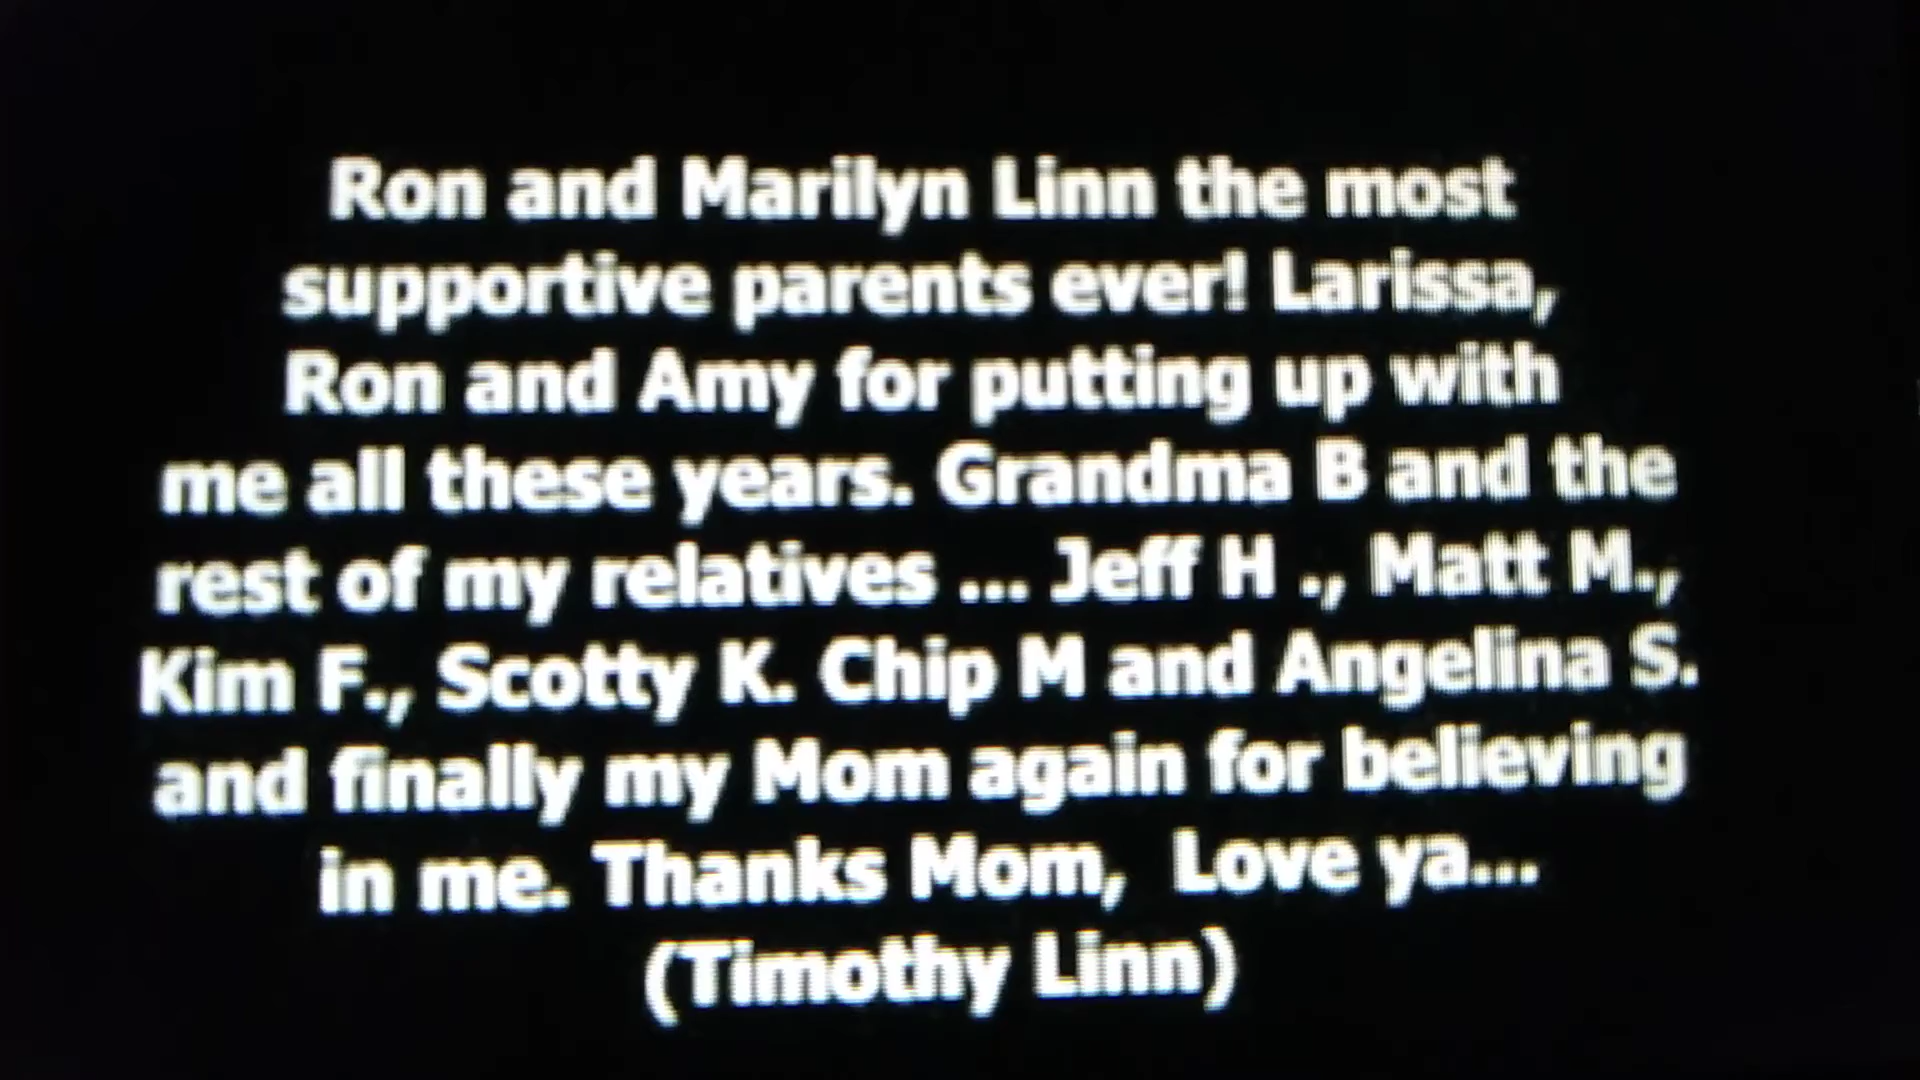 Ron and Marilyn Linn the most
supportive parents ever! Larissa,
Ron and Amy for putting up with
me all these years. Grandma B and the
rest of my relatives ... Jeff H ., Matt M.,
Kim F., Scotty K. Chip M and Angelina S.
and finally my Mom again for believing
in me. Thanks Mom,  Love ya...
(Timothy Linn)